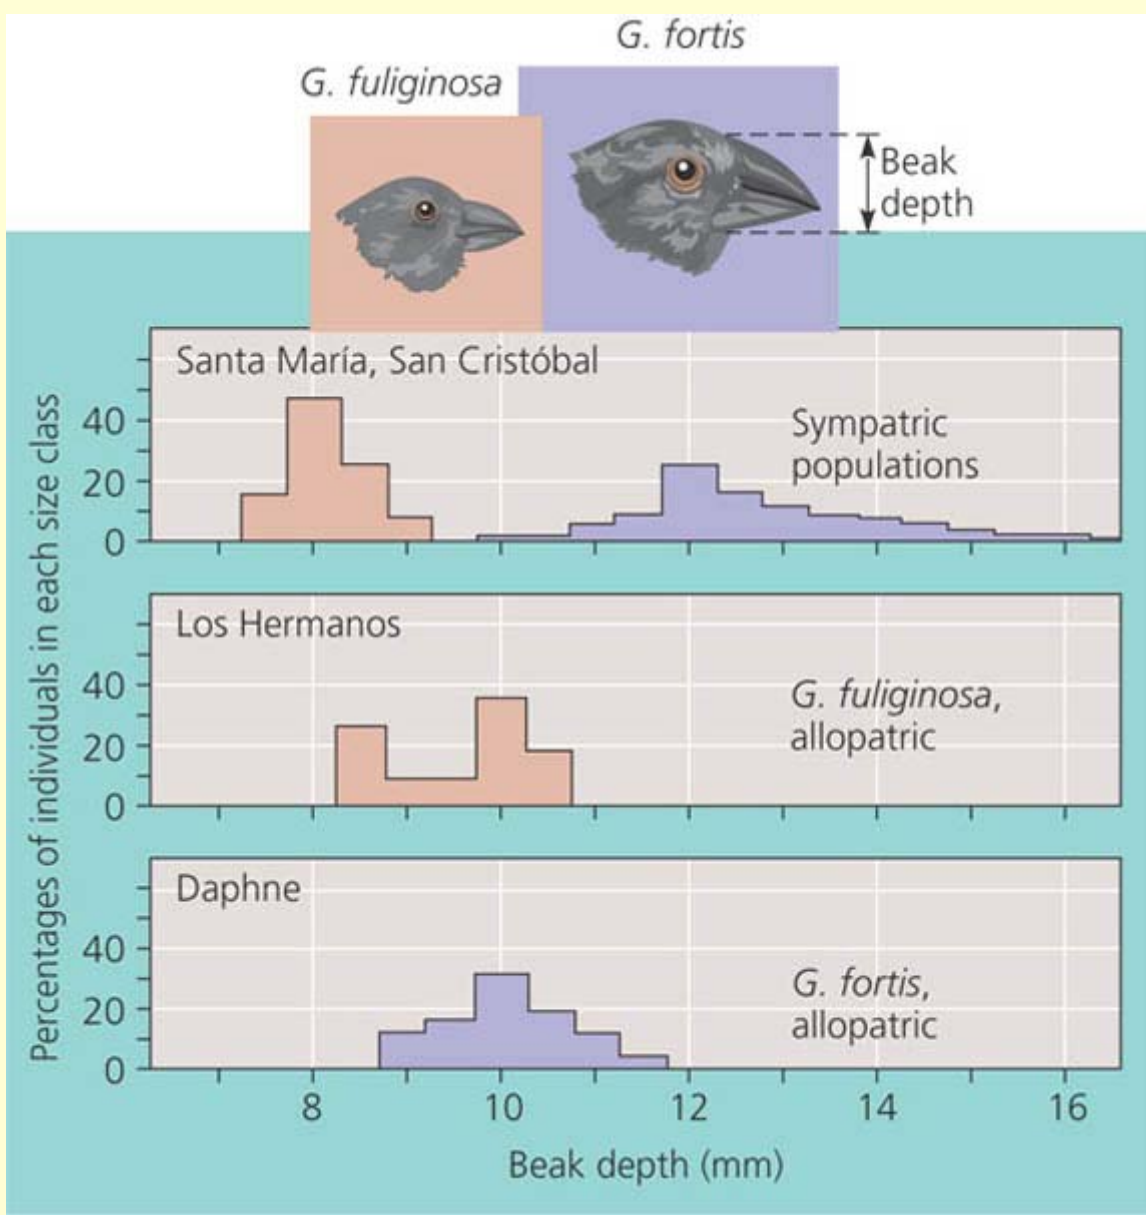 G. fortis
G. fuliginosa
Beak
depth
Percentages of individuals in each size class
Santa María, San Cristóbal
Sympatric
populations
40
20
0
Los Hermanos
G. fuliginosa,
allopatric
40
20
0
Daphne
G. fortis,
allopatric
40
20
0
8 10 12 14 16
Beak depth (mm)